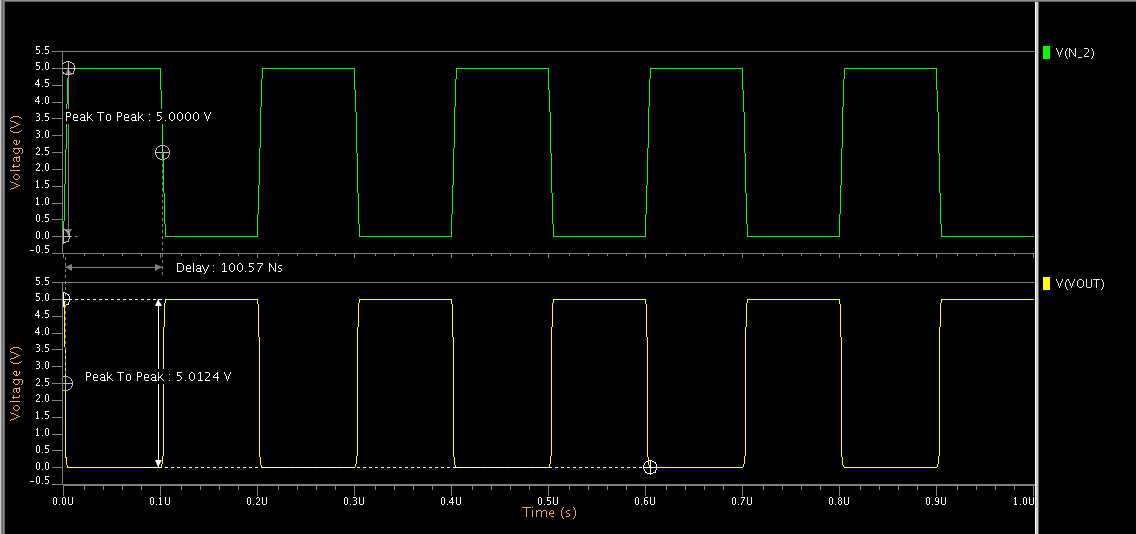 5.5
5.0
4.5
4.0
3.5
3.0
2.5
2.0
1.5
1.0
0.5
0.0
-0.5
Voltage (V)
Peak To Peak : 5.0000 V
V(N_2)
Delay : 100.57 Ns
5.5
5.0
4.5
4.0
3.5
3.0
2.5
2.0
1.5
1.0
0.5
0.0
-0.5
Voltage (V)
Peak To Peak : 5.0124 V
V(VOUT)
0.0U 0.1U 0.2U 0.3U 0.4U 0.5U 0.6U 0.7U 0.8U 0.9U 1.0U
Time (s)